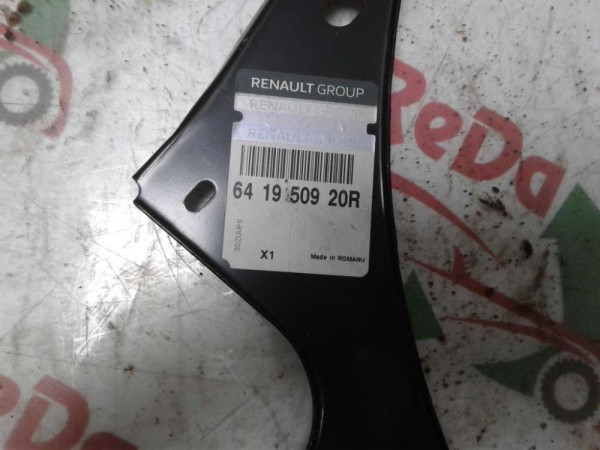 RENAULT GROUP
64 19 509 20R
X1
Made in ROMANIA
ReDa